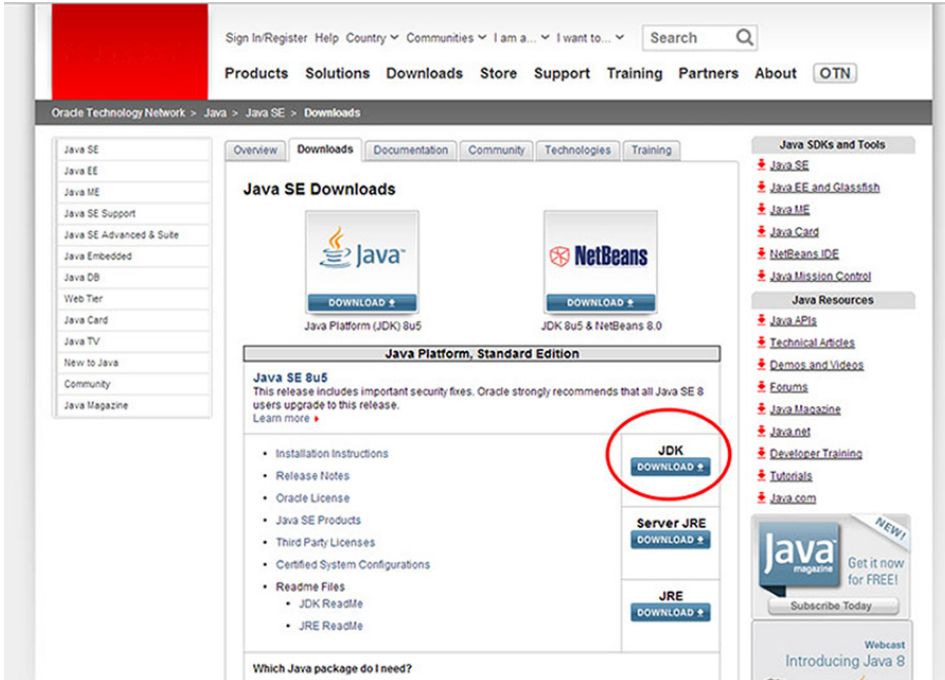 Sign In/Register Help Country Communities I am a... I want to... Search
Products Solutions Downloads Store Support Training Partners About OTN
Oracle Technology Network > Java > Java SE > Downloads
Java SE
Java EE
Java ME
Java SE Support
Java SE Advanced & Suite
Java Embedded
Java DB
Web Tier
Java Card
Java TV
New to Java
Community
Java Magazine
Overview Downloads Documentation Community Technologies Training
Java SE Downloads
Java
DOWNLOAD
Java Platform (JDK) 8u5
NetBeans
DOWNLOAD
JDK 8u5 & NetBeans 8.0
Java Platform, Standard Edition
Java SE 8u5
This release includes important security fixes. Oracle strongly recommends that all Java SE 8
users upgrade to this release.
Learn more
Installation Instructions
Release Notes
Oracle License
Java SE Products
Third Party Licenses
Certified System Configurations
Readme Files
JDK ReadMe
JRE ReadMe
JDK
DOWNLOAD
Server JRE
DOWNLOAD
JRE
DOWNLOAD
Which Java package do I need?
Java SDKs and Tools
Java SE
Java EE and Glassfish
Java ME
Java Card
NetBeans IDE
Java Mission Control
Java Resources
Java APIs
Technical Articles
Demos and Videos
Forums
Java Magazine
Java.net
Developer Training
Tutorials
Java.com
NEW!
Java
magazine
Get it now
for FREE!
Subscribe Today
Webcast
Introducing Java 8